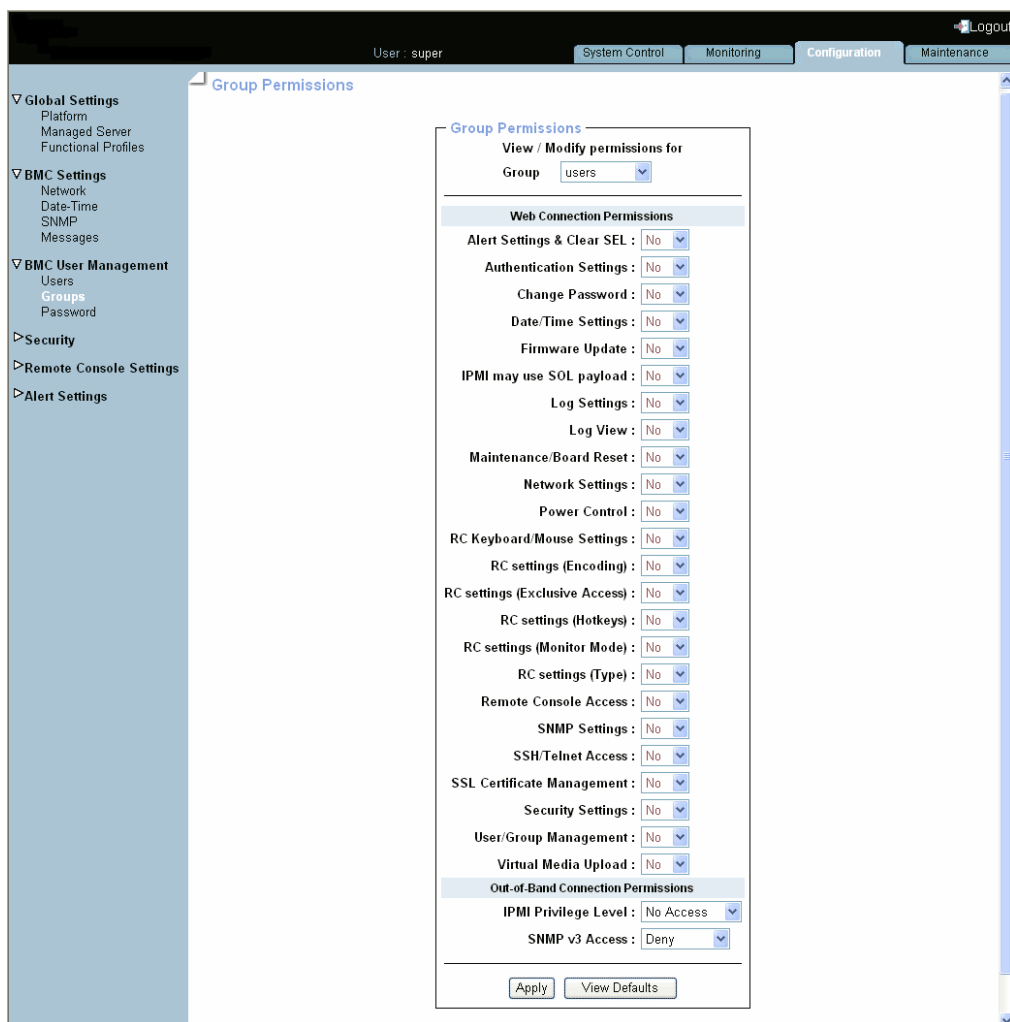 Logout
User : super
System Control
Monitoring
Configuration
Maintenance
Global Settings
Platform
Managed Server
Functional Profiles
BMC Settings
Network
Date-Time
SNMP
Messages
BMC User Management
Users
Groups
Password
Security
Remote Console Settings
Alert Settings
Group Permissions
Group Permissions
View / Modify permissions for
Group users
Web Connection Permissions
Alert Settings & Clear SEL : No
Authentication Settings : No
Change Password : No
Date/Time Settings : No
Firmware Update : No
IPMI may use SOL payload : No
Log Settings : No
Log View : No
Maintenance/Board Reset : No
Network Settings : No
Power Control : No
RC Keyboard/Mouse Settings : No
RC settings (Encoding) : No
RC settings (Exclusive Access) : No
RC settings (Hotkeys) : No
RC settings (Monitor Mode) : No
RC settings (Type) : No
Remote Console Access : No
SNMP Settings : No
SSH/Telnet Access : No
SSL Certificate Management : No
Security Settings : No
User/Group Management : No
Virtual Media Upload : No
Out-of-Band Connection Permissions
IPMI Privilege Level : No Access
SNMP v3 Access : Deny
Apply View Defaults